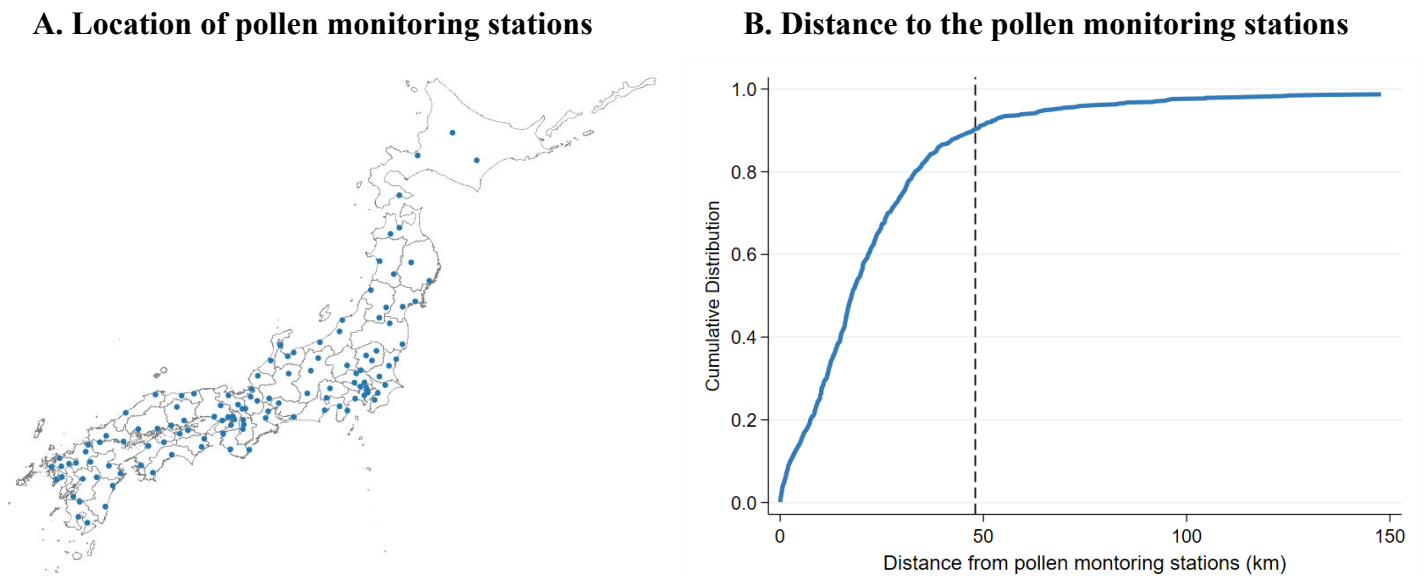 A. Location of pollen monitoring stations
B. Distance to the pollen monitoring stations
1.0
0.8
0.6
0.4
0.2
0.0
Cumulative Distribution
0
50
100
150
Distance from pollen montoring stations (km)